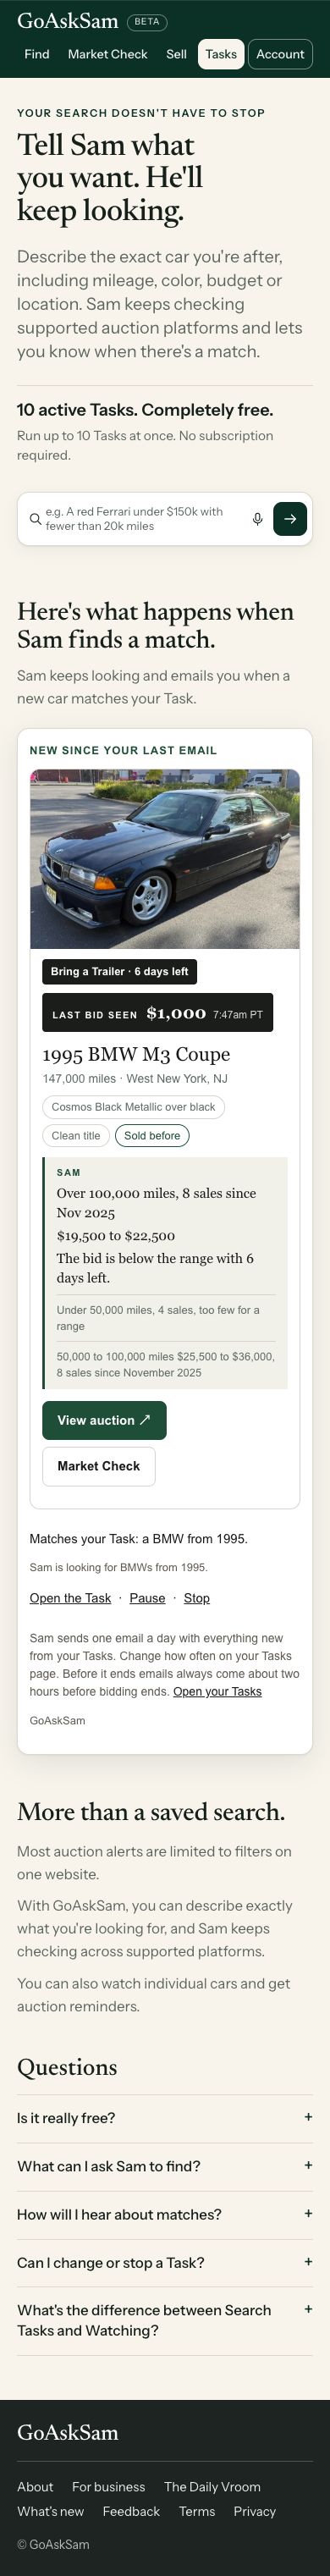 GoAskSam BETA
Find Market Check Sell Tasks Account
YOUR SEARCH DOESN'T HAVE TO STOP
Tell Sam what
you want. He'll
keep looking.
Describe the exact car you're after,
including mileage, color, budget or
location. Sam keeps checking
supported auction platforms and lets
you know when there's a match.
10 active Tasks. Completely free.
Run up to 10 Tasks at once. No subscription
required.
e.g. A red Ferrari under $150k with
fewer than 20k miles
Here's what happens when
Sam finds a match.
Sam keeps looking and emails you when a
new car matches your Task.
NEW SINCE YOUR LAST EMAIL
Bring a Trailer · 6 days left
LAST BID SEEN $1,000 7:47am PT
1995 BMW M3 Coupe
147,000 miles · West New York, NJ
Cosmos Black Metallic over black
Clean title Sold before
SAM
Over 100,000 miles, 8 sales since
Nov 2025
$19,500 to $22,500
The bid is below the range with 6
days left.
Under 50,000 miles, 4 sales, too few for a
range
50,000 to 100,000 miles $25,500 to $36,000,
8 sales since November 2025
View auction ↗
Market Check
Matches your Task: a BMW from 1995.
Sam is looking for BMWs from 1995.
Open the Task · Pause · Stop
Sam sends one email a day with everything new
from your Tasks. Change how often on your Tasks
page. Before it ends emails always come about two
hours before bidding ends. Open your Tasks
GoAskSam
More than a saved search.
Most auction alerts are limited to filters on
one website.
With GoAskSam, you can describe exactly
what you're looking for, and Sam keeps
checking across supported platforms.
You can also watch individual cars and get
auction reminders.
Questions
Is it really free? +
What can I ask Sam to find? +
How will I hear about matches? +
Can I change or stop a Task? +
What's the difference between Search +
Tasks and Watching?
GoAskSam
About For business The Daily Vroom
What's new Feedback Terms Privacy
© GoAskSam